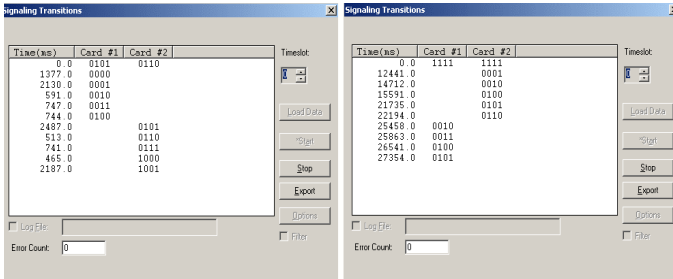 Signaling Transitions
Time(ms) Card #1 Card #2
0.0 0101 0110
1377.0 0000
2130.0 0001
591.0 0010
747.0 0011
744.0 0100
2487.0 0101
513.0 0110
741.0 0111
465.0 1000
2187.0 1001
Timeslot:
0
Load Data
*Start
Stop
Export
Options
Filter
Log File:
Error Count: 0
Signaling Transitions
Time(ms) Card #1 Card #2
0.0 1111 1111
12441.0 0001
14712.0 0010
15591.0 0100
21735.0 0101
22194.0 0110
25458.0 0010
25863.0 0011
26541.0 0100
27354.0 0101
Timeslot:
0
Load Data
*Start
Stop
Export
Options
Filter
Log File:
Error Count: 0